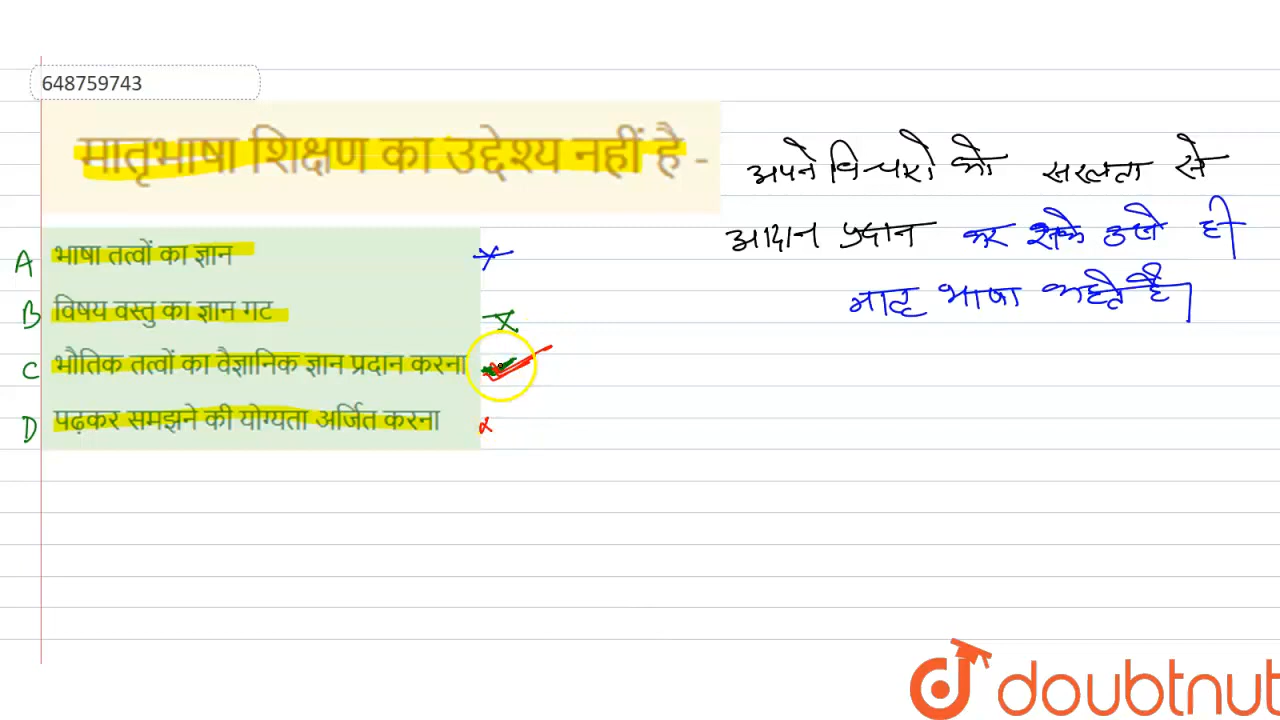 648759743
मातृभाषा शिक्षण का उद्देश्य नहीं है -
A भाषा तत्वों का ज्ञान
B विषय वस्तु का ज्ञान गट
C भौतिक तत्वों का वैज्ञानिक ज्ञान प्रदान करना
D पढ़कर समझने की योग्यता अर्जित करना
अपने विचारो को सरलता से
आदान प्रदान कर सके उसे ही
मातृ भाषा कहते है।
doubtnut